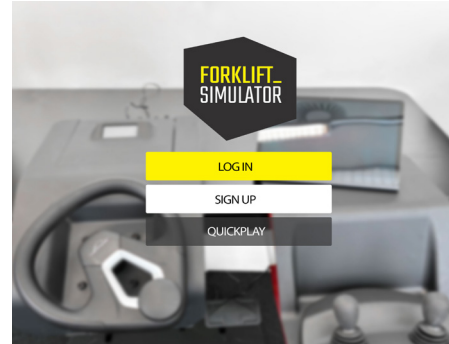 FORKLIFT_
SIMULATOR
LOG IN
SIGN UP
QUICKPLAY